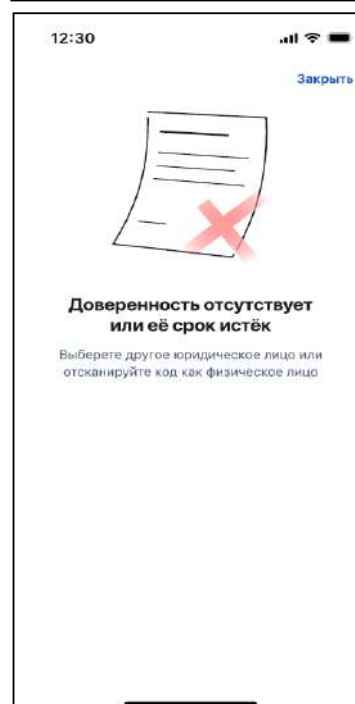 12:30
Закрыть
Доверенность отсутствует
или её срок истёк
Выберете другое юридическое лицо или
отсканируйте код как физическое лицо